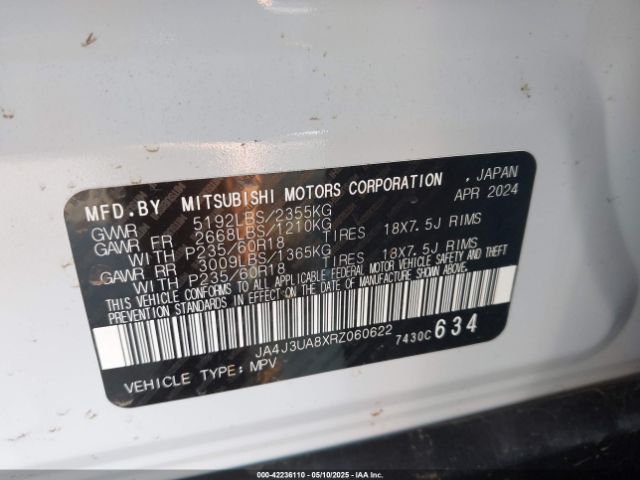 MFD.BY MITSUBISHI MOTORS CORPORATION . JAPAN
APR 2024
GVWR 5192LBS/2355KG
GAWR FR 2668LBS/1210KG
WITH P235/60R18 TIRES 18X7.5J RIMS
GAWR RR 3009LBS/1365KG
WITH P235/60R18 TIRES 18X7.5J RIMS
THIS VEHICLE CONFORMS TO ALL APPLICABLE FEDERAL MOTOR VEHICLE SAFETY AND THEFT
PREVENTION STANDARDS IN EFFECT ON THE DATE OF MANUFACTURE SHOWN ABOVE.
JA4J3UA8XRZ060622 7430C 634
VEHICLE TYPE: MPV
000-42236110 — 05/10/2025 — IAAI.COM